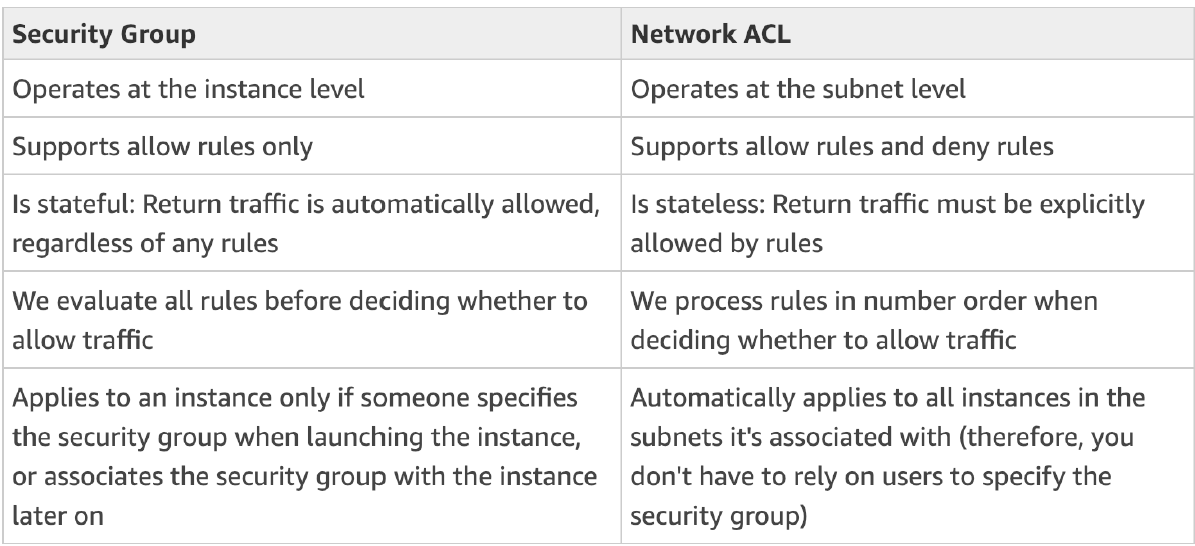 Security Group
Network ACL
Operates at the instance level
Operates at the subnet level
Supports allow rules only
Supports allow rules and deny rules
Is stateful: Return traffic is automatically allowed,
regardless of any rules
Is stateless: Return traffic must be explicitly
allowed by rules
We evaluate all rules before deciding whether to
allow traffic
We process rules in number order when
deciding whether to allow traffic
Applies to an instance only if someone specifies
the security group when launching the instance,
or associates the security group with the instance
later on
Automatically applies to all instances in the
subnets it's associated with (therefore, you
don't have to rely on users to specify the
security group)